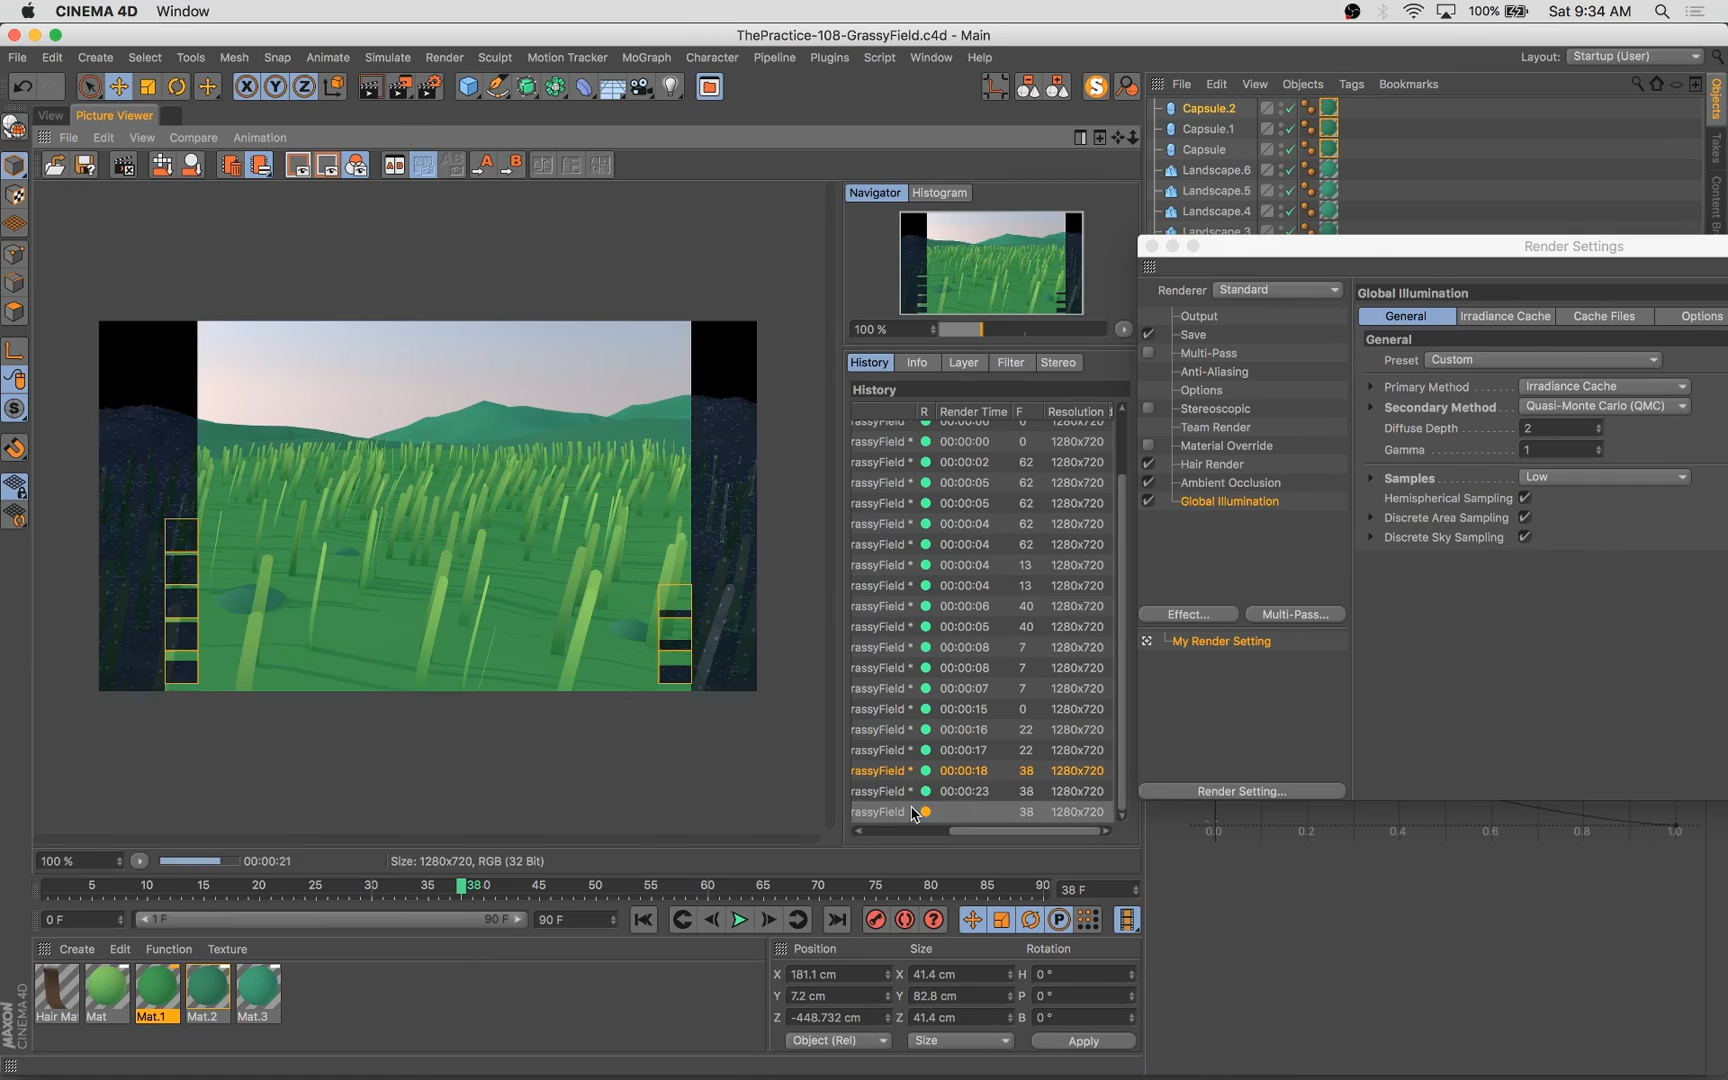 CINEMA 4D Window 100% Sat 9:34 AM
ThePractice-108-GrassyField.c4d - Main
File Edit Create Select Tools Mesh Snap Animate Simulate Render Sculpt Motion Tracker MoGraph Character Pipeline Plugins Script Window Help Layout: Startup (User)
X Y Z S File Edit View Objects Tags Bookmarks
View Picture Viewer
File Edit View Compare Animation
AB AB AB A B
Capsule.2
Capsule.1
Capsule
Landscape.6
Landscape.5
Landscape.4
Landscape.3
Objects
Takes
Content Br
Navigator Histogram
100 %
History Info Layer Filter Stereo
History
R Render Time F Resolution
rassyField * 00:00:00 0 1280x720
rassyField * 00:00:00 0 1280x720
rassyField * 00:00:02 62 1280x720
rassyField * 00:00:05 62 1280x720
rassyField * 00:00:05 62 1280x720
rassyField * 00:00:04 62 1280x720
rassyField * 00:00:04 62 1280x720
rassyField * 00:00:04 13 1280x720
rassyField * 00:00:04 13 1280x720
rassyField * 00:00:06 40 1280x720
rassyField * 00:00:05 40 1280x720
rassyField * 00:00:08 7 1280x720
rassyField * 00:00:08 7 1280x720
rassyField * 00:00:07 7 1280x720
rassyField * 00:00:15 0 1280x720
rassyField * 00:00:16 22 1280x720
rassyField * 00:00:17 22 1280x720
rassyField * 00:00:18 38 1280x720
rassyField * 00:00:23 38 1280x720
rassyField 38 1280x720
Render Settings
Renderer Standard
Output
Save
Multi-Pass
Anti-Aliasing
Options
Stereoscopic
Team Render
Material Override
Hair Render
Ambient Occlusion
Global Illumination
Effect... Multi-Pass...
My Render Setting
Render Setting...
Global Illumination
General Irradiance Cache Cache Files Options
General
Preset Custom
Primary Method ....... Irradiance Cache
Secondary Method . Quasi-Monte Carlo (QMC)
Diffuse Depth ......... 2
Gamma .................. 1
Samples ................ Low
Hemispherical Sampling
Discrete Area Sampling
Discrete Sky Sampling
0.0 0.2 0.4 0.6 0.8 1.0
100 % 00:00:21 Size: 1280x720, RGB (32 Bit)
5 10 15 20 25 30 35 38 0 45 50 55 60 65 70 75 80 85 90 38 F
0 F 1 F 90 F 90 F
P
Create Edit Function Texture
Hair Ma Mat Mat.1 Mat.2 Mat.3
Position Size Rotation
X 181.1 cm X 41.4 cm H 0 °
Y 7.2 cm Y 82.8 cm P 0 °
Z -448.732 cm Z 41.4 cm B 0 °
Object (Rel) Size Apply
MAXON
CINEMA 4D